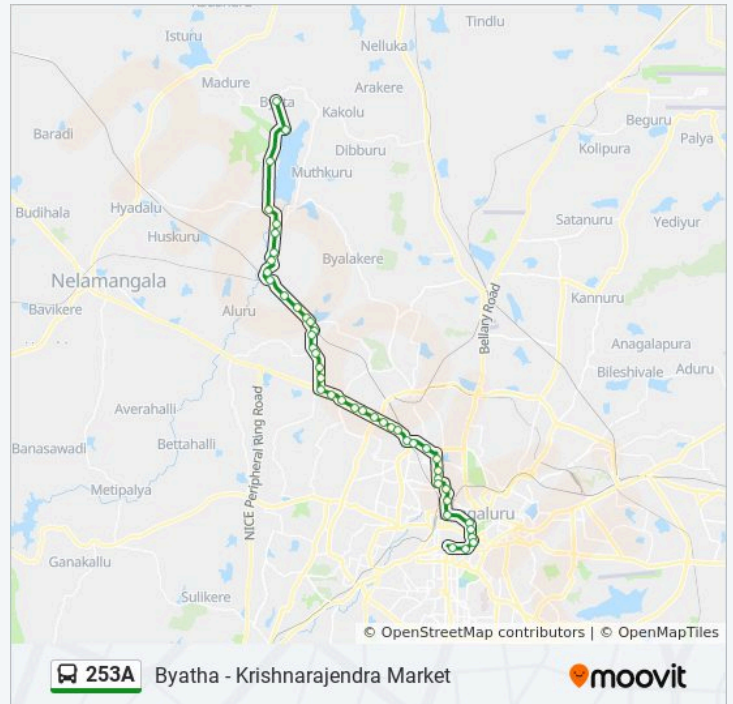 Tindlu
Isturu
Nelluka
Madure
Arakere
Kakolu
Beguru
Palya
Baradi
Dibburu
Kolipura
Muthkuru
Budihala
Hyadalu
Satanuru
Yediyur
Huskuru
Byalakere
Nelamangala
Kannuru
Bavikere
Aluru
Bellary Road
Anagalapura
Bileshivale
Aduru
Averahalli
NICE Peripheral Ring Road
Bettahalli
Banasawadi
Metipalya
Ganakallu
Sulikere
© OpenStreetMap contributors | © OpenMapTiles
253A Byatha - Krishnarajendra Market
moovit